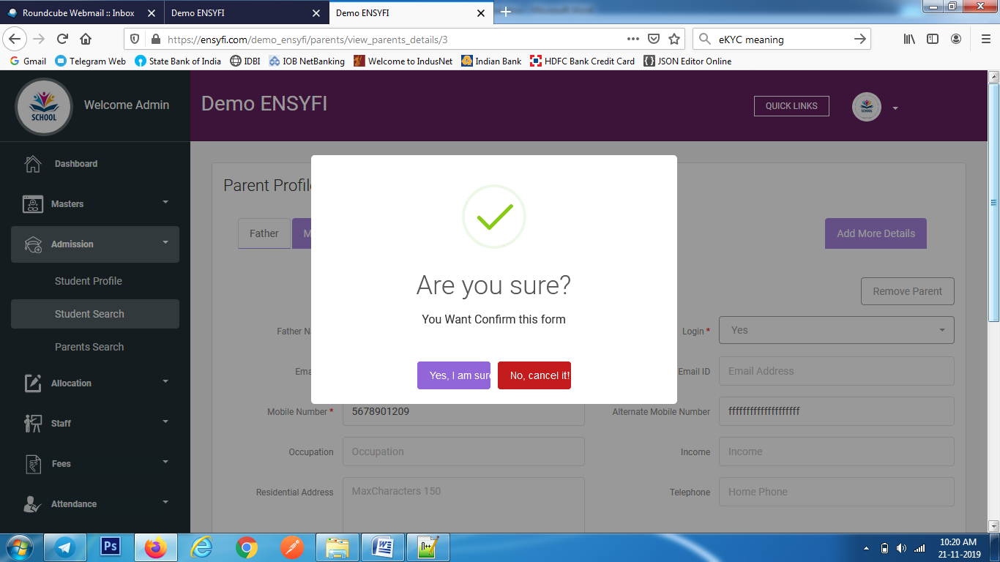 Roundcube Webmail :: Inbox
Demo ENSYFI
Demo ENSYFI
https://ensyfi.com/demo_ensyfi/parents/view_parents_details/3
eKYC meaning
Gmail
Telegram Web
State Bank of India
IDBI
IOB NetBanking
Welcome to IndusNet
Indian Bank
HDFC Bank Credit Card
JSON Editor Online
SCHOOL
Welcome Admin
Demo ENSYFI
QUICK LINKS
SCHOOL
Dashboard
Masters
Admission
Student Profile
Student Search
Parents Search
Allocation
Staff
Fees
Attendance
Parent Profil
Father
M
Add More Details
Remove Parent
Are you sure?
You Want Confirm this form
Yes, I am sur
No, cancel it!
Father Na
Login *
Yes
Ema
Email ID
Email Address
Mobile Number *
5678901209
Alternate Mobile Number
ffffffffffffffffffff
Occupation
Occupation
Income
Income
Residential Address
MaxCharacters 150
Telephone
Home Phone
Ps
n++
10:20 AM
21-11-2019